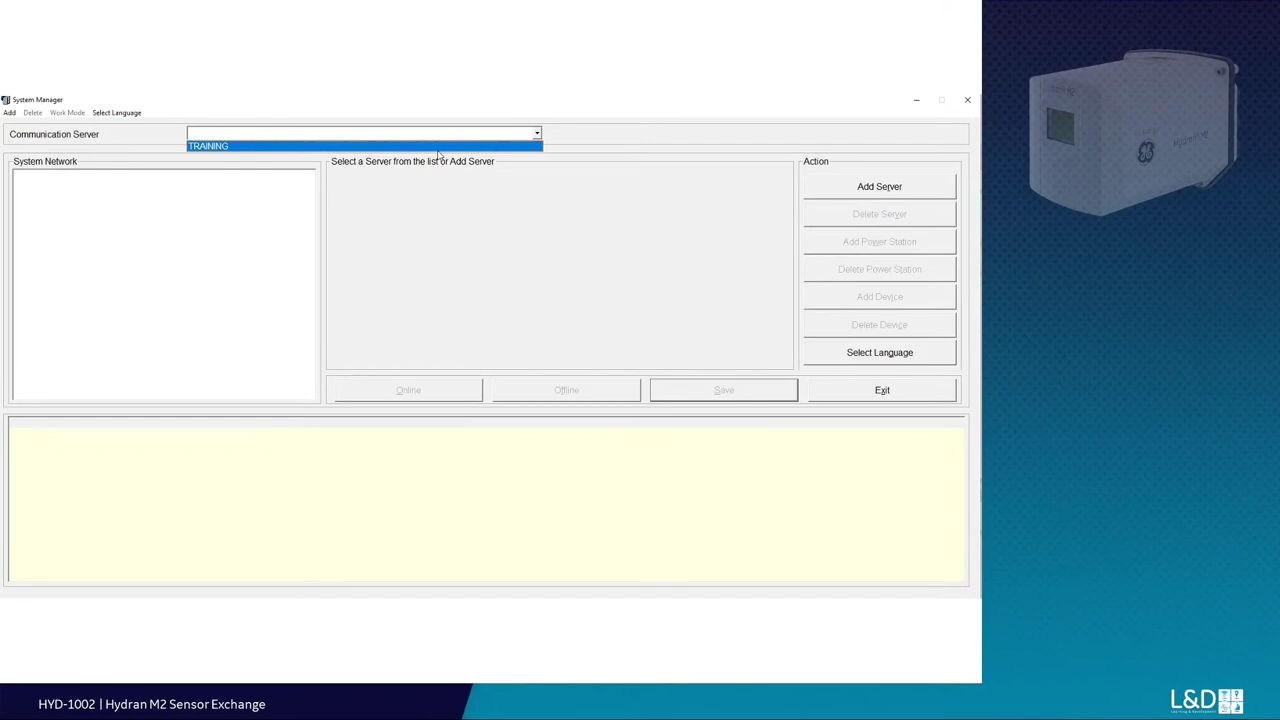 System Manager
Add Delete Work Mode Select Language
Communication Server
TRAINING
System Network
Select a Server from the list or Add Server
Action
Add Server
Delete Server
Add Power Station
Delete Power Station
Add Device
Delete Device
Select Language
Online Offline Save Exit
HYD-1002 | Hydran M2 Sensor Exchange
L&D